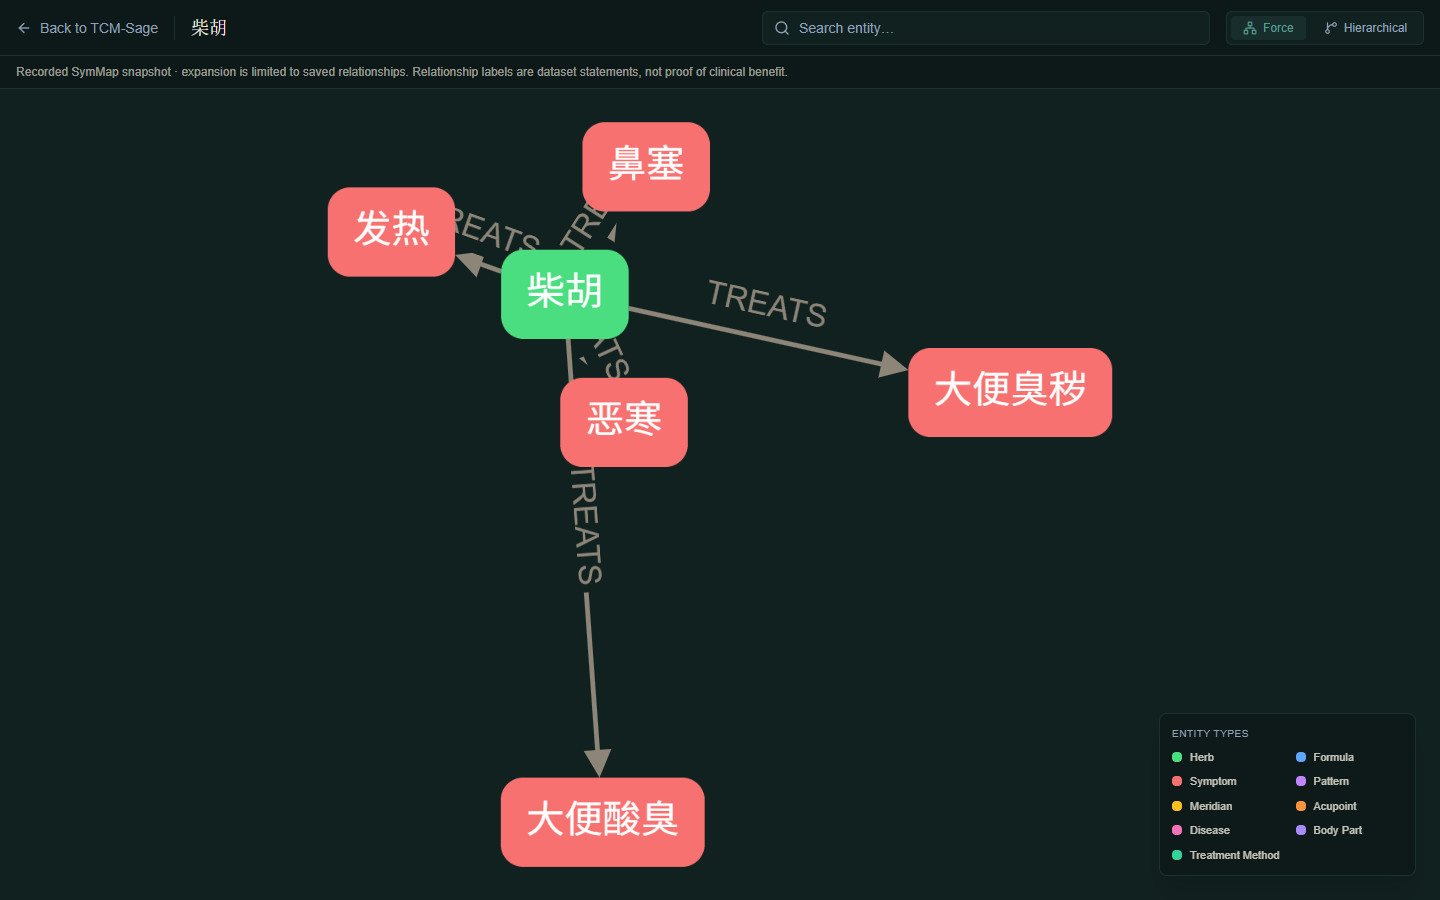 Back to TCM-Sage
柴胡
Search entity…
Force
Hierarchical
Recorded SymMap snapshot · expansion is limited to saved relationships. Relationship labels are dataset statements, not proof of clinical benefit.
鼻塞
发热
柴胡
TREATS
大便臭秽
恶寒
TREATS
大便酸臭
ENTITY TYPES
Herb
Formula
Symptom
Pattern
Meridian
Acupoint
Disease
Body Part
Treatment Method